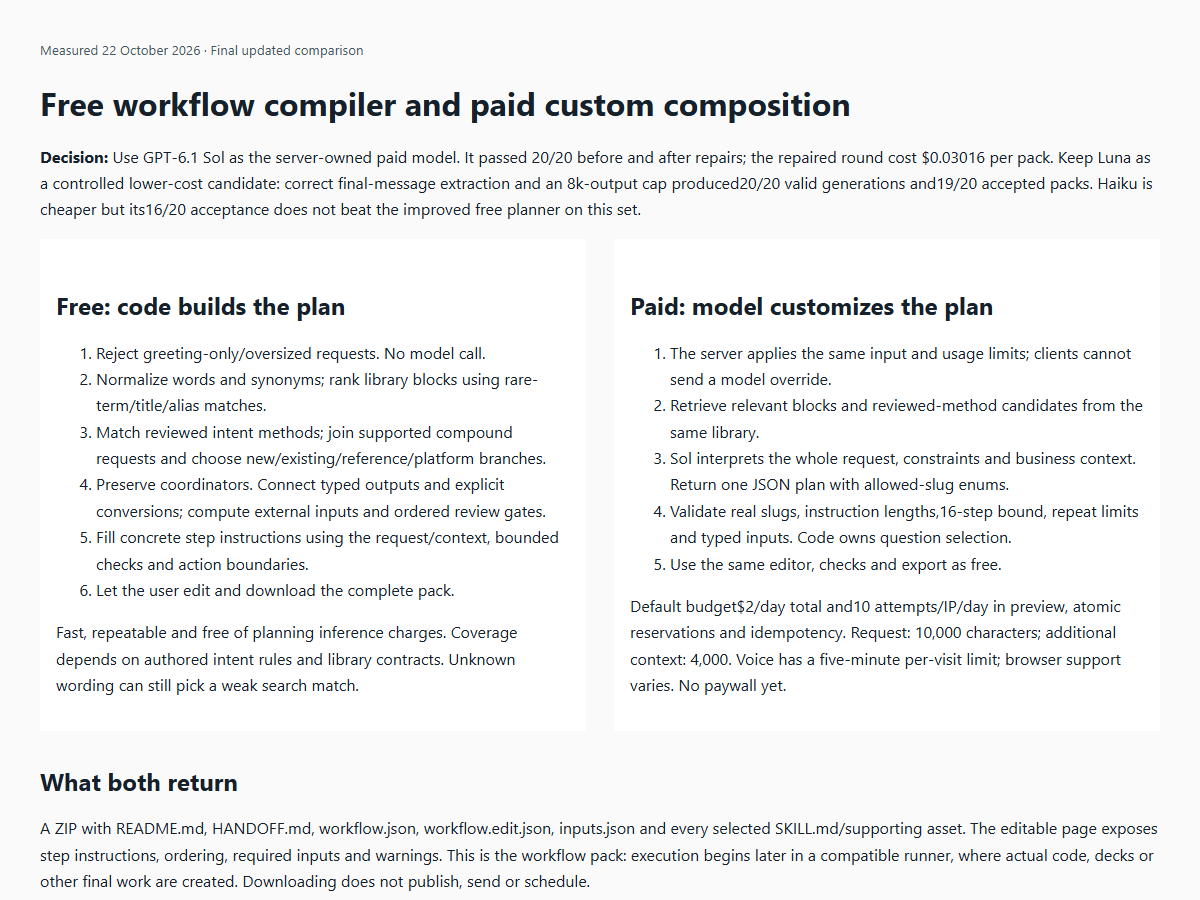 Measured 22 October 2026 · Final updated comparison
Free workflow compiler and paid custom composition
Decision: Use GPT-6.1 Sol as the server-owned paid model. It passed 20/20 before and after repairs; the repaired round cost $0.03016 per pack. Keep Luna as
a controlled lower-cost candidate: correct final-message extraction and an 8k-output cap produced20/20 valid generations and19/20 accepted packs. Haiku is
cheaper but its16/20 acceptance does not beat the improved free planner on this set.
Free: code builds the plan
1. Reject greeting-only/oversized requests. No model call.
2. Normalize words and synonyms; rank library blocks using rare-
term/title/alias matches.
3. Match reviewed intent methods; join supported compound
requests and choose new/existing/reference/platform branches.
4. Preserve coordinators. Connect typed outputs and explicit
conversions; compute external inputs and ordered review gates.
5. Fill concrete step instructions using the request/context, bounded
checks and action boundaries.
6. Let the user edit and download the complete pack.
Fast, repeatable and free of planning inference charges. Coverage
depends on authored intent rules and library contracts. Unknown
wording can still pick a weak search match.
Paid: model customizes the plan
1. The server applies the same input and usage limits; clients cannot
send a model override.
2. Retrieve relevant blocks and reviewed-method candidates from the
same library.
3. Sol interprets the whole request, constraints and business context.
Return one JSON plan with allowed-slug enums.
4. Validate real slugs, instruction lengths,16-step bound, repeat limits
and typed inputs. Code owns question selection.
5. Use the same editor, checks and export as free.
Default budget$2/day total and10 attempts/IP/day in preview, atomic
reservations and idempotency. Request: 10,000 characters; additional
context: 4,000. Voice has a five-minute per-visit limit; browser support
varies. No paywall yet.
What both return
A ZIP with README.md, HANDOFF.md, workflow.json, workflow.edit.json, inputs.json and every selected SKILL.md/supporting asset. The editable page exposes
step instructions, ordering, required inputs and warnings. This is the workflow pack: execution begins later in a compatible runner, where actual code, decks or
other final work are created. Downloading does not publish, send or schedule.